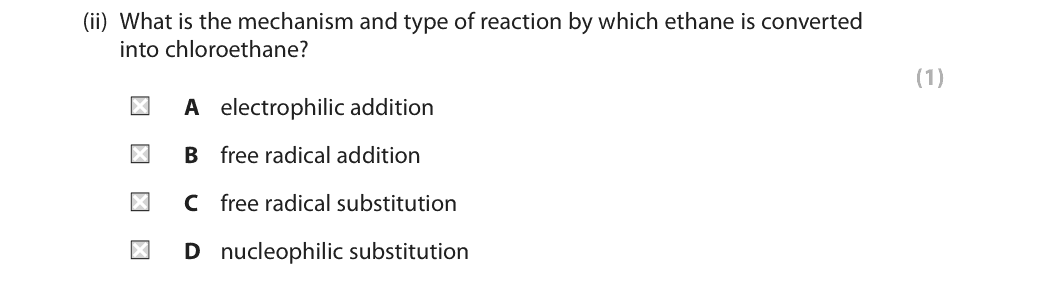 (ii) What is the mechanism and type of reaction by which ethane is converted
into chloroethane?
(1)
A electrophilic addition
B free radical addition
C free radical substitution
D nucleophilic substitution